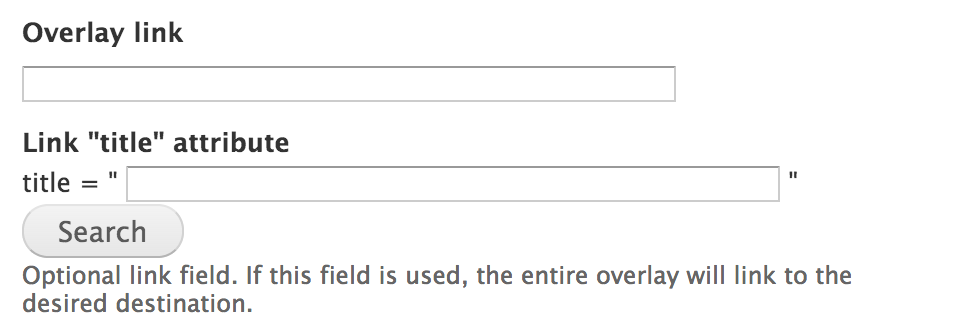 Overlay link
Link "title" attribute
title = " "
Search
Optional link field. If this field is used, the entire overlay will link to the
desired destination.